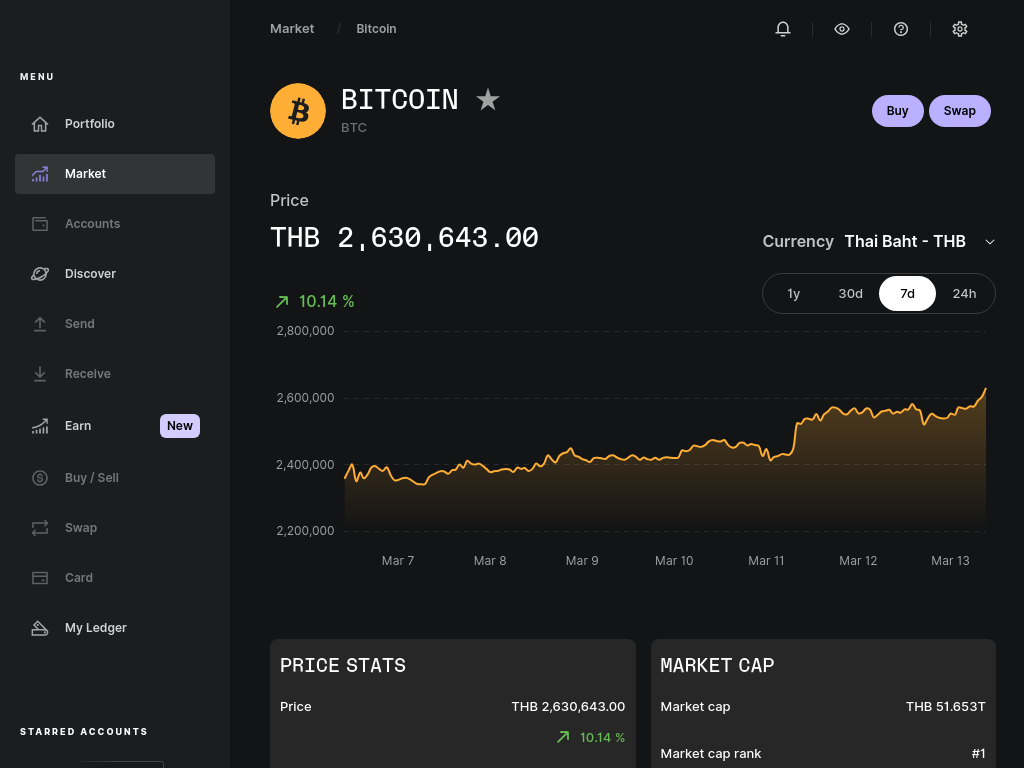 MENU
Portfolio
Market
Accounts
Discover
Send
Receive
Earn New
Buy / Sell
Swap
Card
My Ledger
STARRED ACCOUNTS
Market / Bitcoin
BITCOIN
BTC
Buy Swap
Price
THB 2,630,643.00
Currency Thai Baht - THB
10.14 %
1y 30d 7d 24h
2,800,000
2,600,000
2,400,000
2,200,000
Mar 7 Mar 8 Mar 9 Mar 10 Mar 11 Mar 12 Mar 13
PRICE STATS
Price THB 2,630,643.00
10.14 %
MARKET CAP
Market cap THB 51.653T
Market cap rank #1